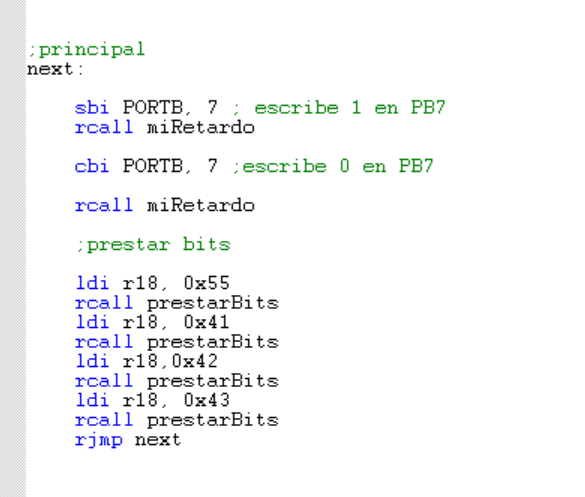 ;principal
next:
sbi PORTB, 7 ; escribe 1 en PB7
rcall miRetardo
cbi PORTB, 7 ;escribe 0 en PB7
rcall miRetardo
;prestar bits
ldi r18, 0x55
rcall prestarBits
ldi r18, 0x41
rcall prestarBits
ldi r18,0x42
rcall prestarBits
ldi r18, 0x43
rcall prestarBits
rjmp next